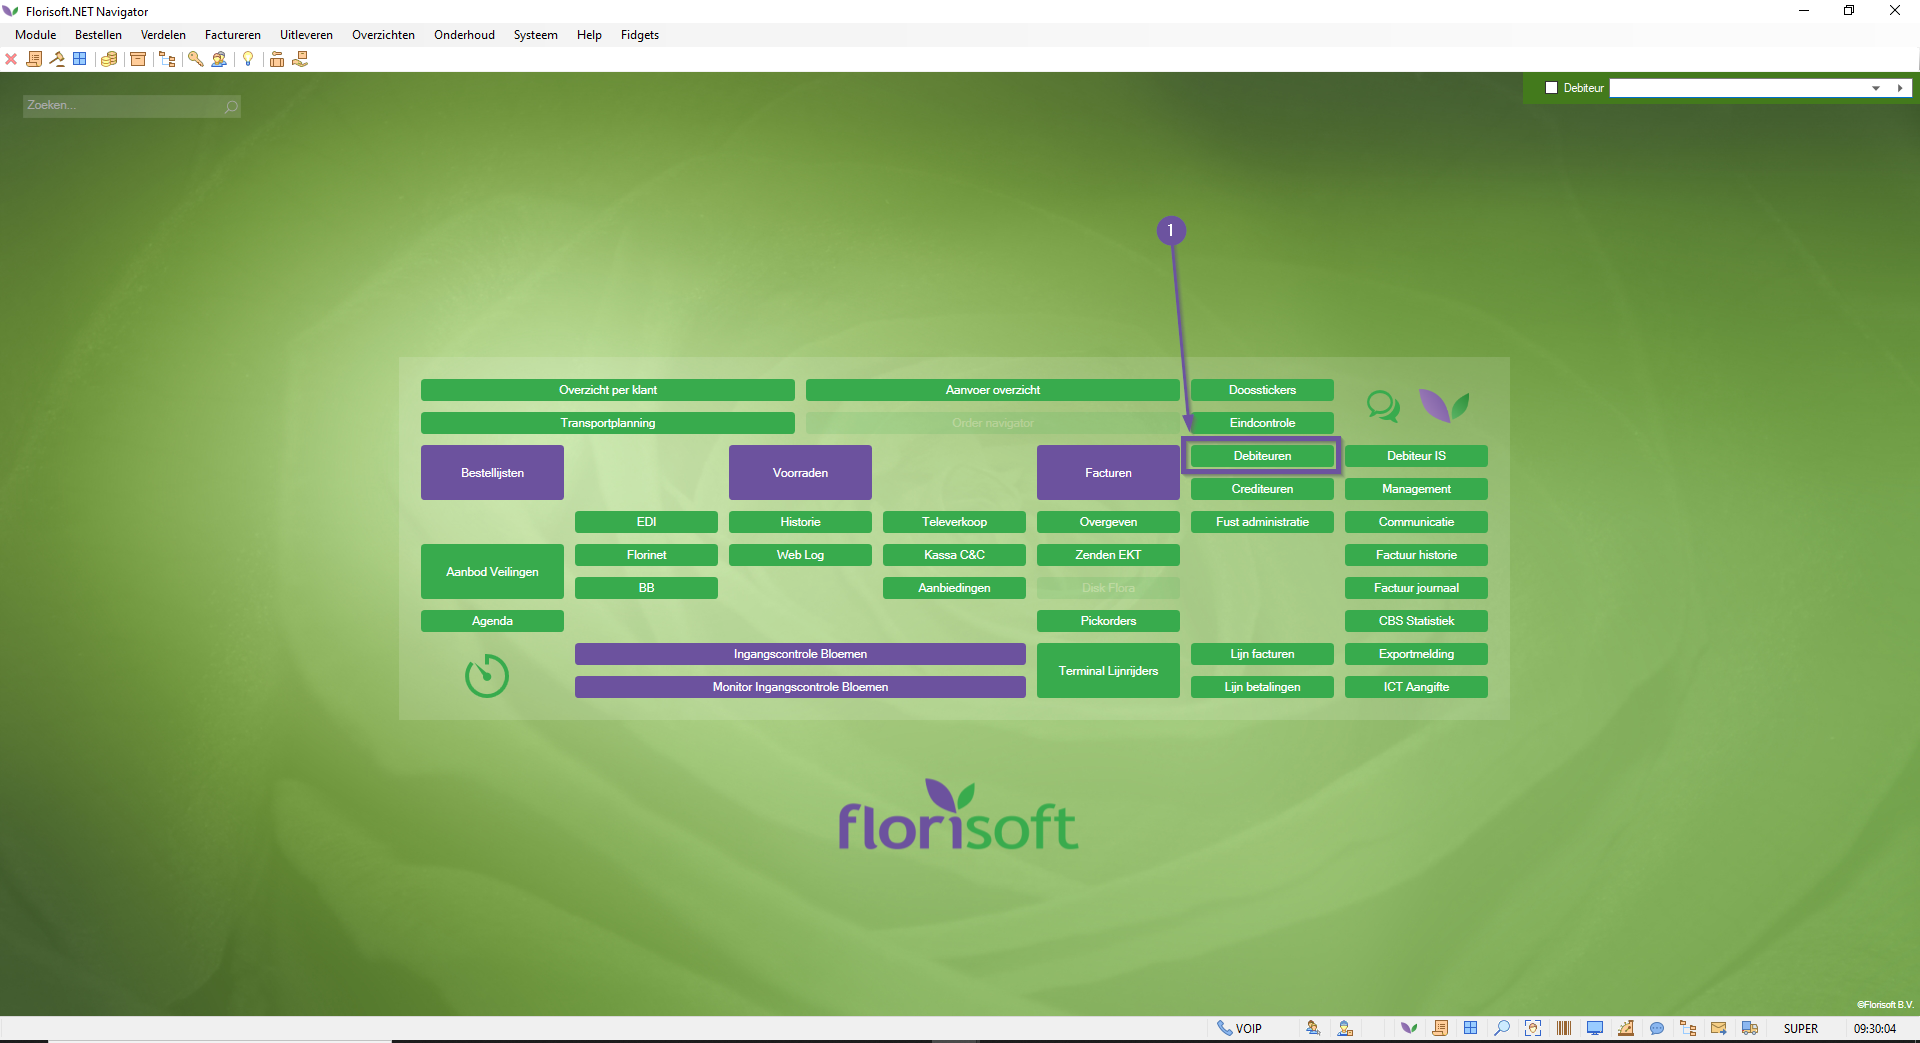 Florisoft.NET Navigator
Module Bestellen Verdelen Factureren Uitleveren Overzichten Onderhoud Systeem Help Fidgets
Zoeken...
Debiteur
1
Overzicht per klant Aanvoer overzicht Doosstickers
Transportplanning Order navigator Eindcontrole
Bestellijsten Voorraden Facturen Debiteuren Debiteur IS
Crediteuren Management
EDI Historie Televerkoop Overgeven Fust administratie Communicatie
Aanbod Veilingen Florinet Web Log Kassa C&C Zenden EKT Factuur historie
BB Aanbiedingen Disk Flora Factuur journaal
Agenda Pickorders CBS Statistiek
Ingangscontrole Bloemen Terminal Lijnrijders Lijn facturen Exportmelding
Monitor Ingangscontrole Bloemen Lijn betalingen ICT Aangifte
florisoft
©Florisoft B.V.
VOIP SUPER 09:30:04